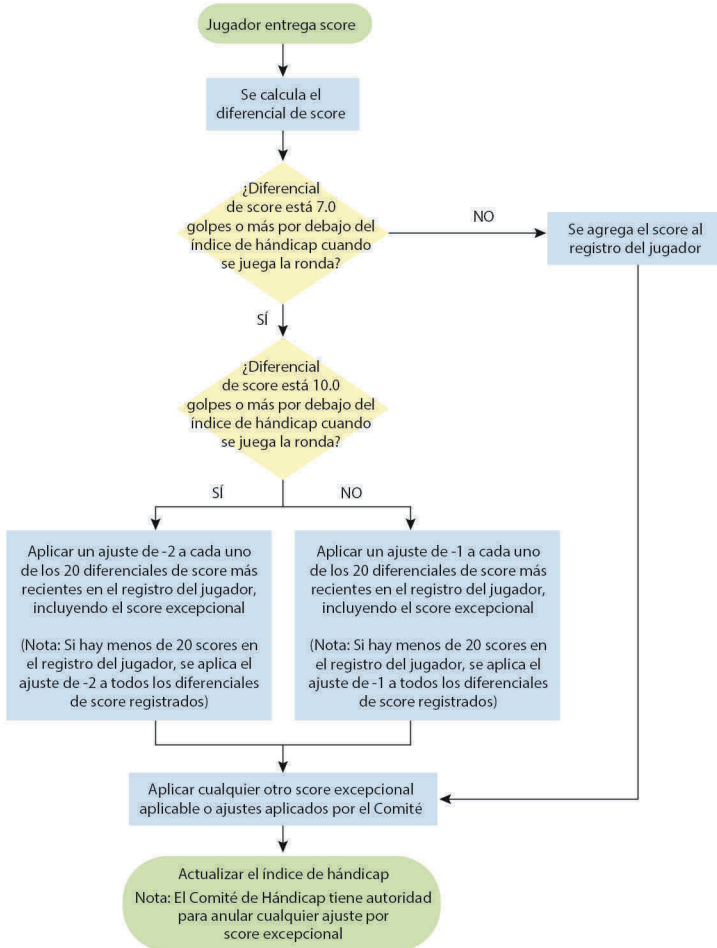 Jugador entrega score
Se calcula el
diferencial de score
¿Diferencial
de score está 7.0
golpes o más por debajo del
índice de hándicap cuando
se juega la ronda?
NO
Se agrega el score al
registro del jugador
SÍ
¿Diferencial
de score está 10.0
golpes o más por debajo del
índice de hándicap cuando
se juega la ronda?
SÍ
NO
Aplicar un ajuste de -2 a cada uno
de los 20 diferenciales de score más
recientes en el registro del jugador,
incluyendo el score excepcional
(Nota: Si hay menos de 20 scores en
el registro del jugador, se aplica el
ajuste de -2 a todos los diferenciales
de score registrados)
Aplicar un ajuste de -1 a cada uno
de los 20 diferenciales de score más
recientes en el registro del jugador,
incluyendo el score excepcional
(Nota: Si hay menos de 20 scores en
el registro del jugador, se aplica el
ajuste de -1 a todos los diferenciales
de score registrados)
Aplicar cualquier otro score excepcional
aplicable o ajustes aplicados por el Comité
Actualizar el índice de hándicap
Nota: El Comité de Hándicap tiene autoridad
para anular cualquier ajuste por
score excepcional